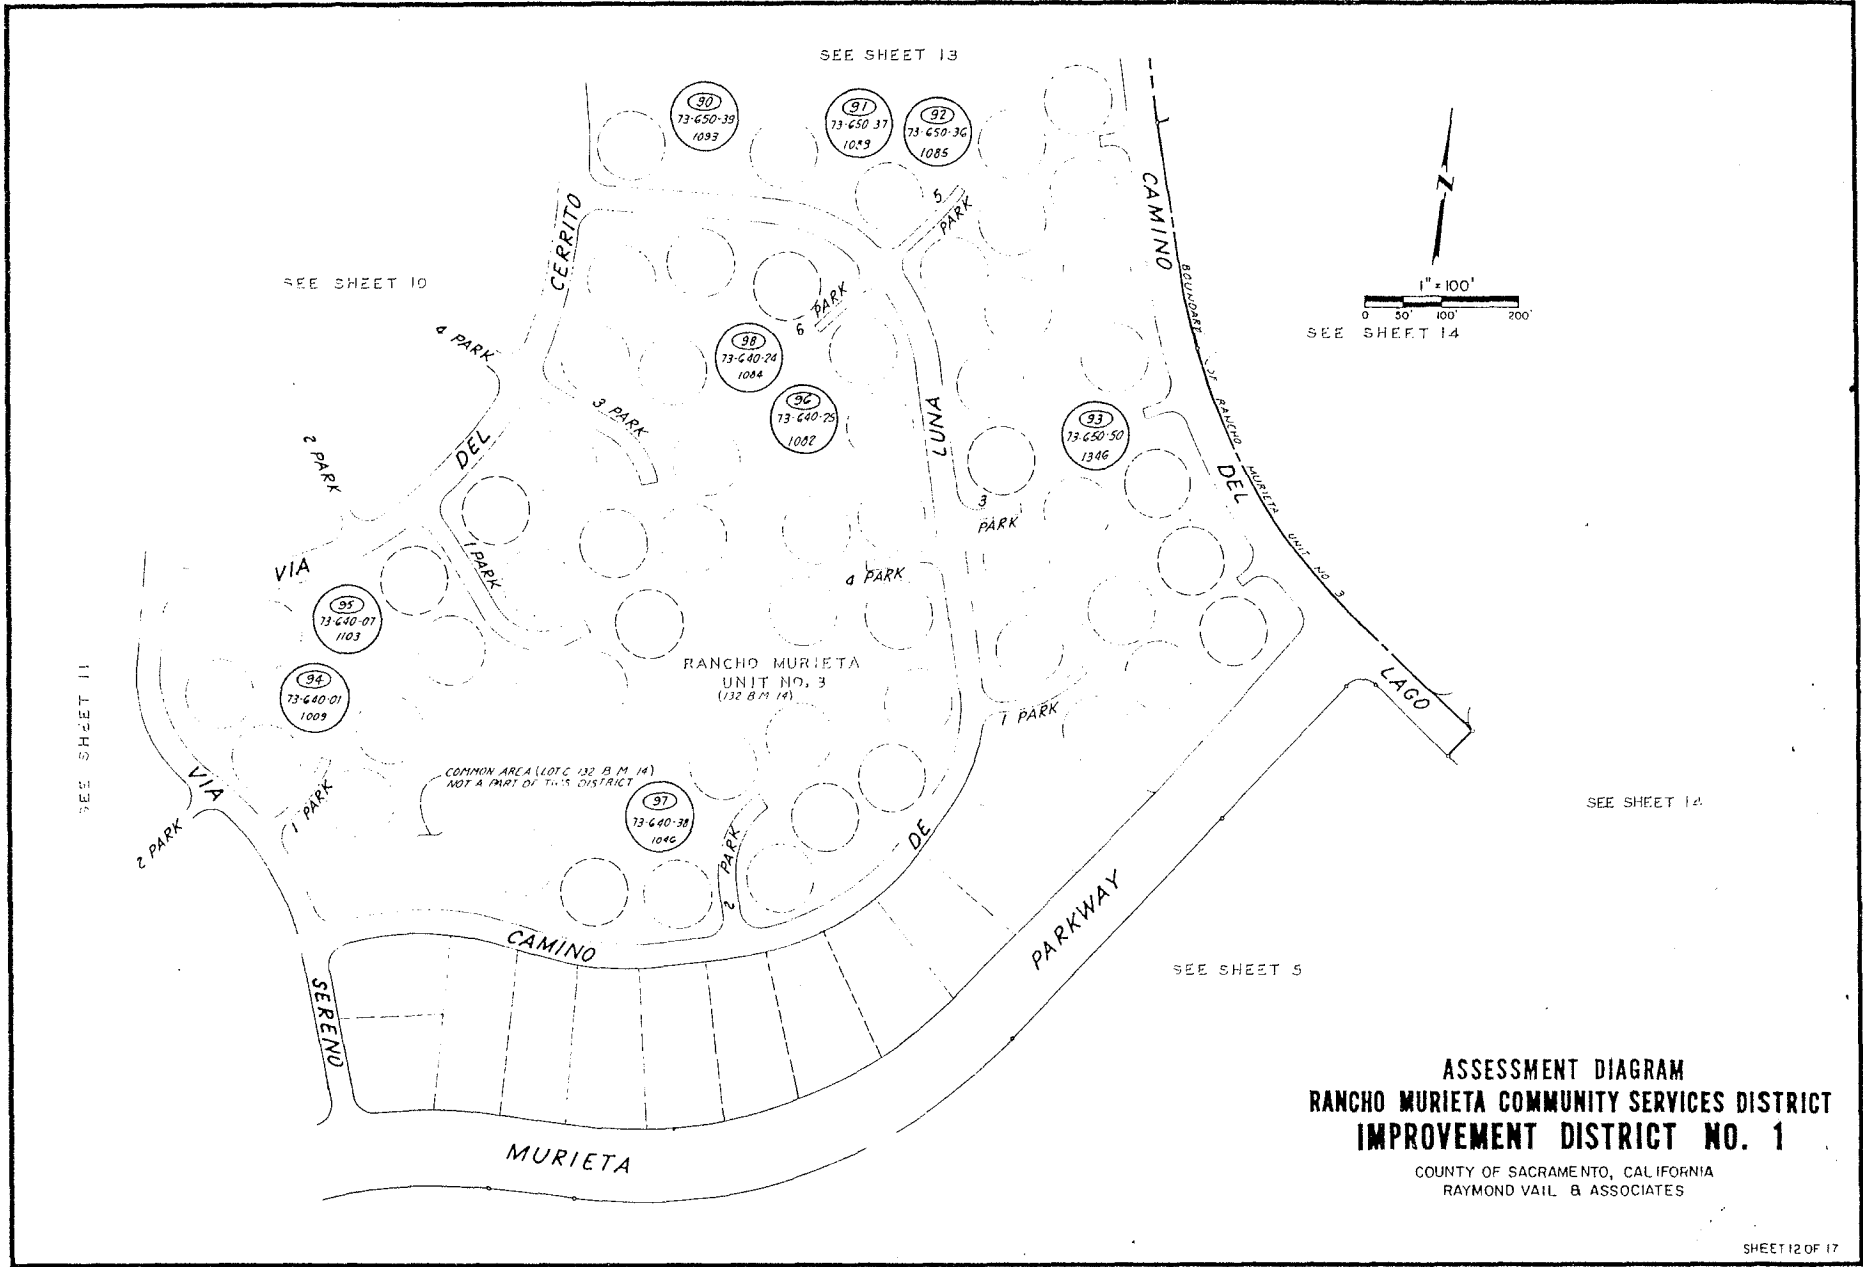 SEE SHEET 13
90
73-650-39
1093
91
73-650 37
92
73-650-36
1085
5
PARK
CERRITO
CAMINO
N
SEE SHEET 10
1" = 100'
0 50' 100' 200'
SEE SHEET 14
BOUNDARY OF RANCHO MURIETA UNIT NO 3
6 PARK
4 PARK
98
73-640-24
1084
96
73-640-25
1082
3 PARK
LUNA
93
73-650-50
1346
2 PARK
DEL
DEL
3
PARK
VIA
1 PARK
4 PARK
95
73-640-07
1103
94
73-640-01
1009
RANCHO MURIETA
UNIT NO. 3
(132 B M 14)
SEE SHEET 11
LAGO
1 PARK
VIA
COMMON AREA (LOT C 132 B M 14)
NOT A PART OF THIS DISTRICT
1 PARK
2 PARK
97
73-640-38
1046
2 PARK
DE
SEE SHEET 14
PARKWAY
CAMINO
SEE SHEET 5
SERENO
MURIETA
ASSESSMENT DIAGRAM
RANCHO MURIETA COMMUNITY SERVICES DISTRICT
IMPROVEMENT DISTRICT NO. 1
COUNTY OF SACRAMENTO, CALIFORNIA
RAYMOND VAIL & ASSOCIATES
SHEET 12 OF 17